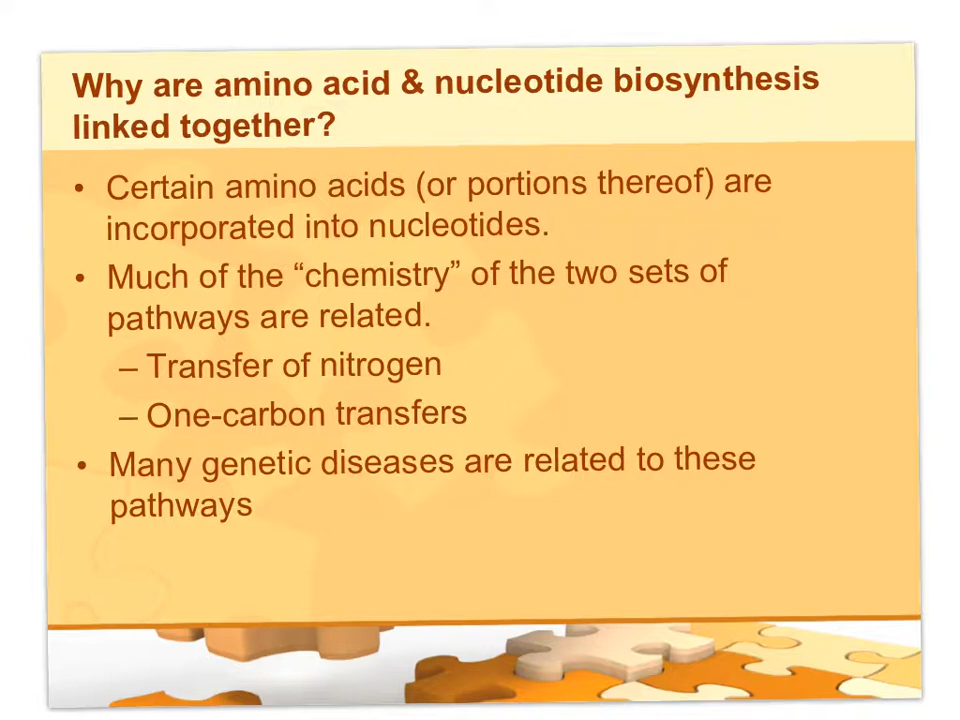 Why are amino acid & nucleotide biosynthesis
linked together?
• Certain amino acids (or portions thereof) are
incorporated into nucleotides.
• Much of the “chemistry” of the two sets of
pathways are related.
– Transfer of nitrogen
– One-carbon transfers
• Many genetic diseases are related to these
pathways